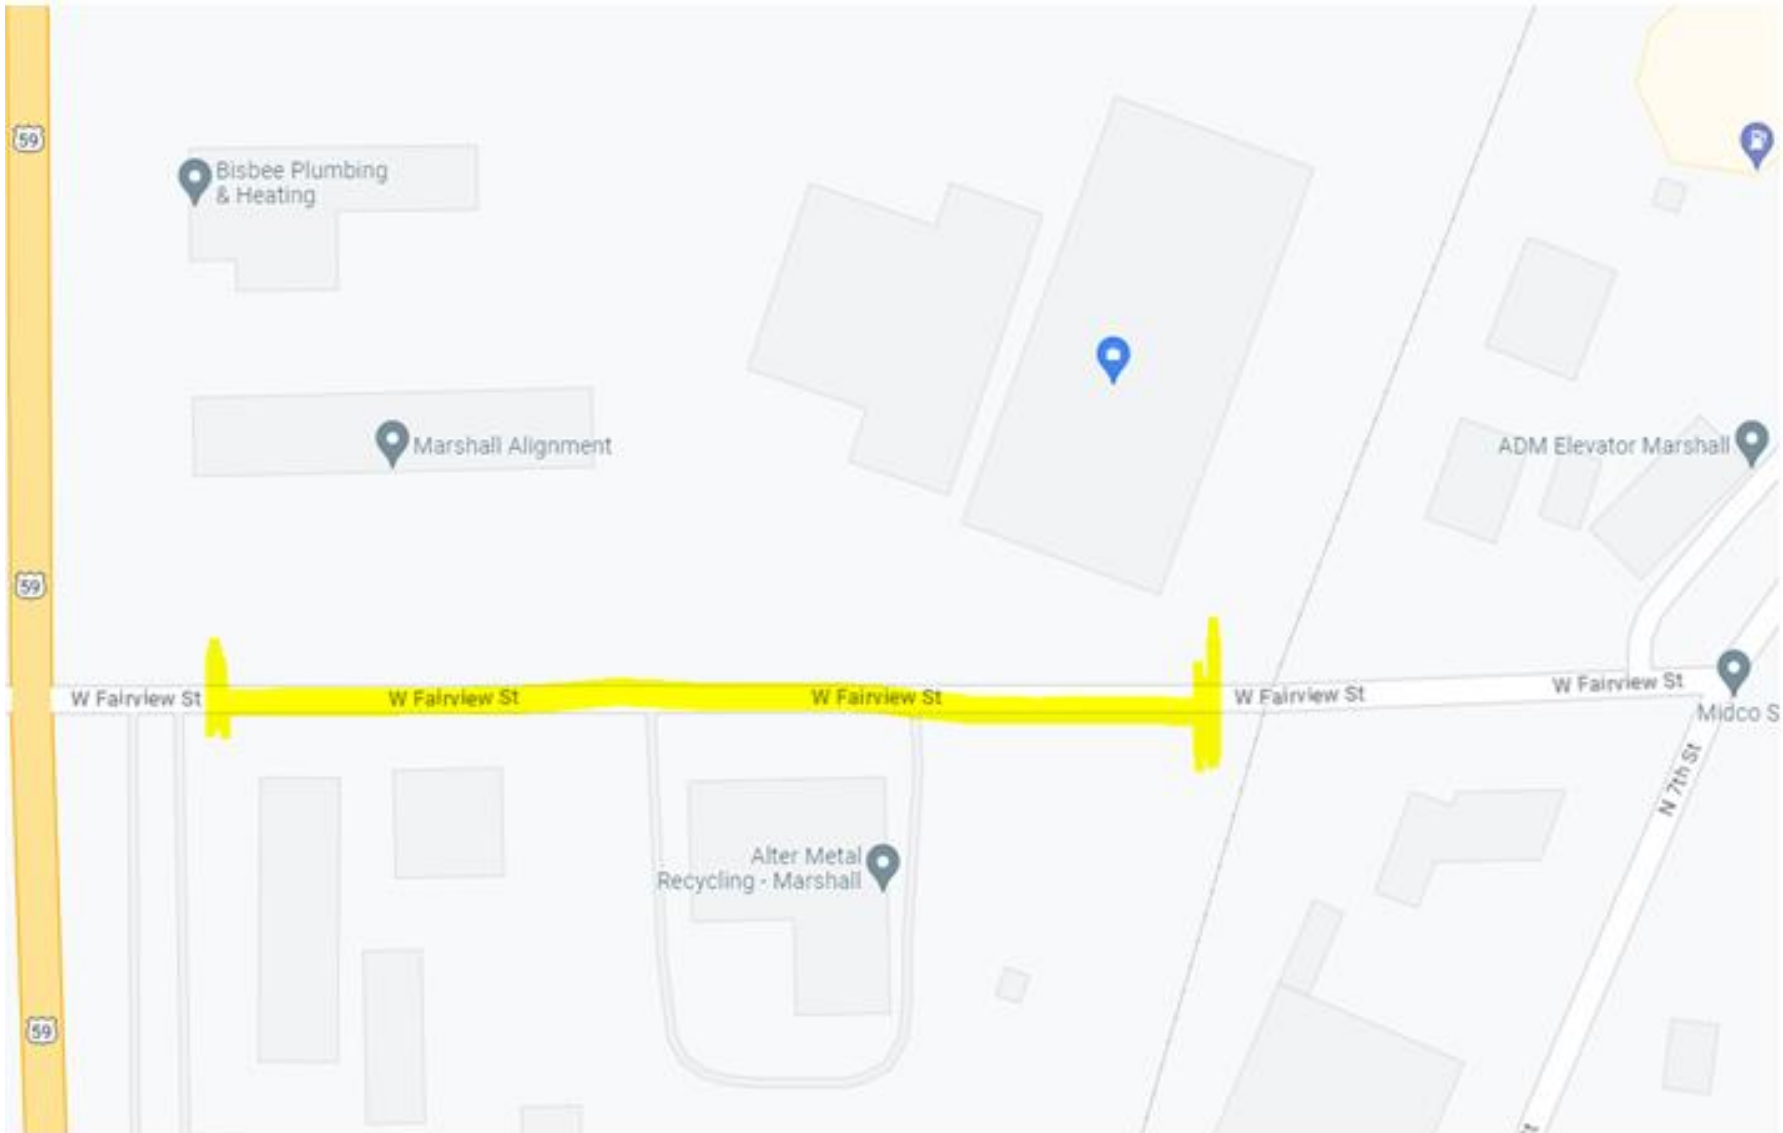 59
Bisbee Plumbing
& Heating
Marshall Alignment
ADM Elevator Marshall
59
W Fairview St
W Fairview St
W Fairview St
W Fairview St
W Fairview St
Midco S
N 7th St
Alter Metal
Recycling - Marshall
59